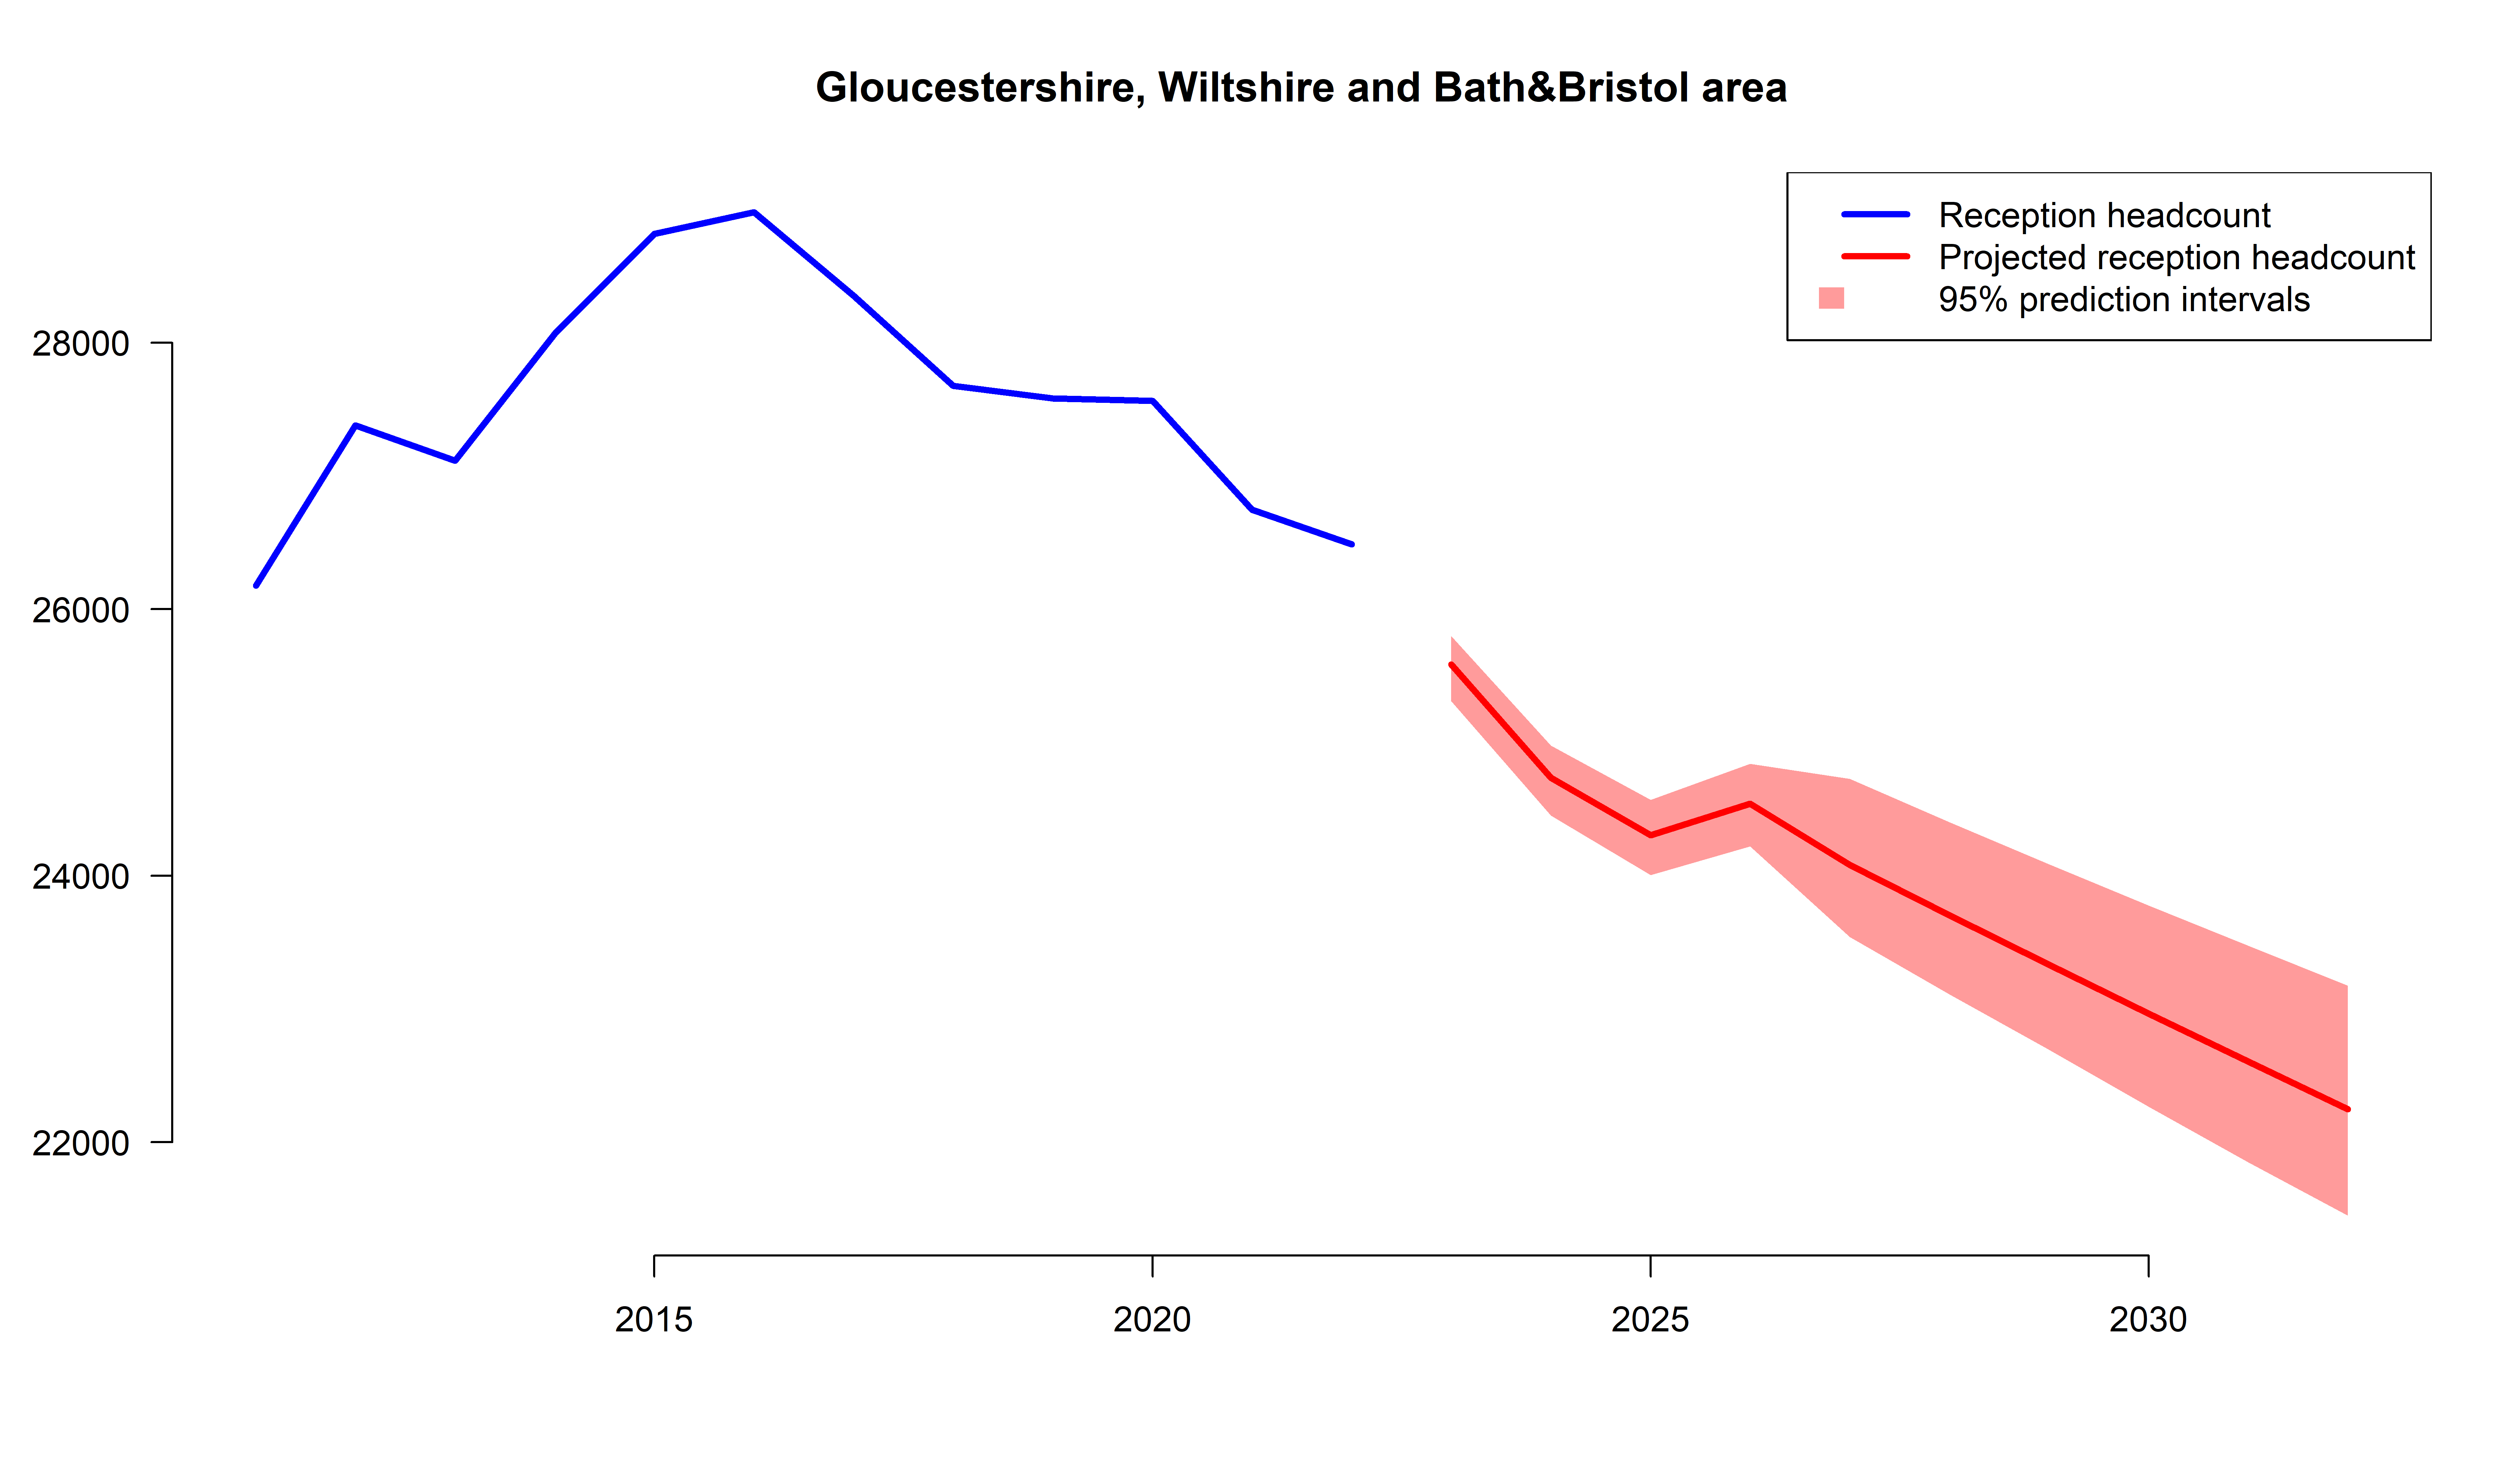 Gloucestershire, Wiltshire and Bath&Bristol area
Reception headcount
Projected reception headcount
95% prediction intervals
28000
26000
24000
22000
2015 2020 2025 2030